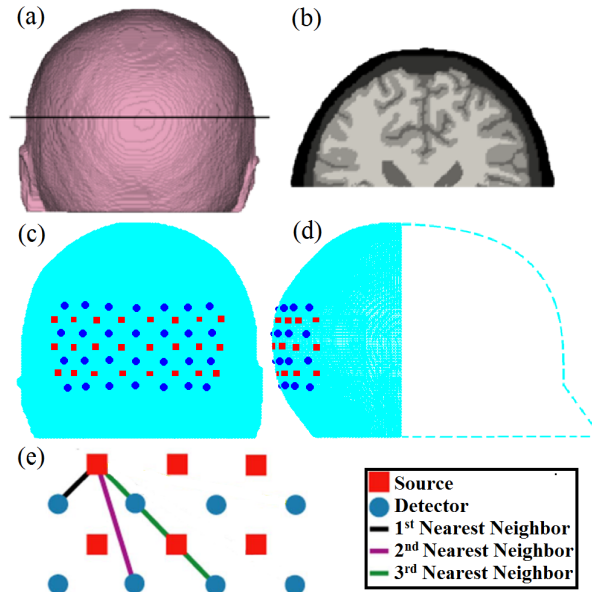 (a)
(b)
(c)
(d)
(e)
Source
Detector
1st Nearest Neighbor
2nd Nearest Neighbor
3rd Nearest Neighbor